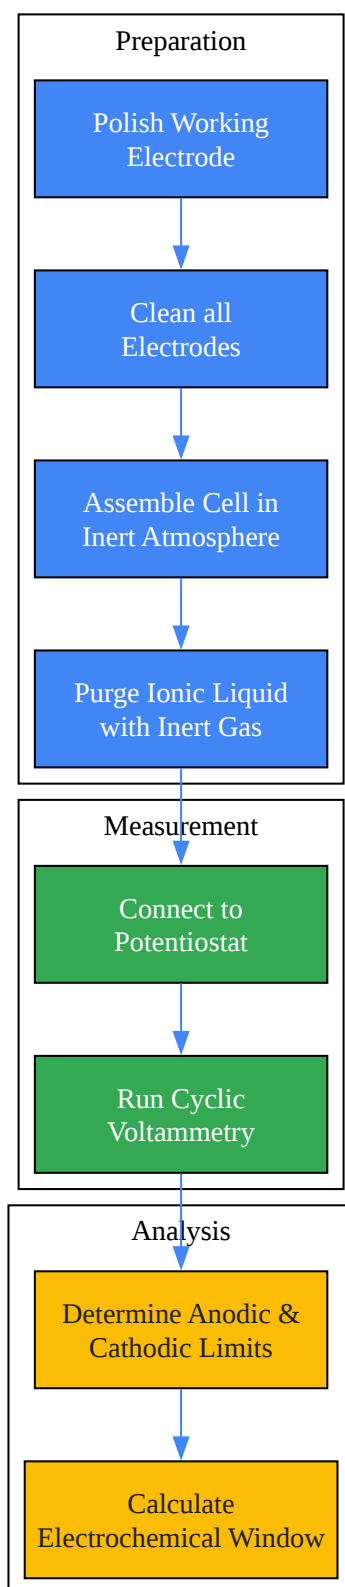 Preparation
Polish Working
Electrode
Clean all
Electrodes
Assemble Cell in
Inert Atmosphere
Purge Ionic Liquid
with Inert Gas
Measurement
Connect to
Potentiostat
Run Cyclic
Voltammetry
Analysis
Determine Anodic &
Cathodic Limits
Calculate
Electrochemical Window